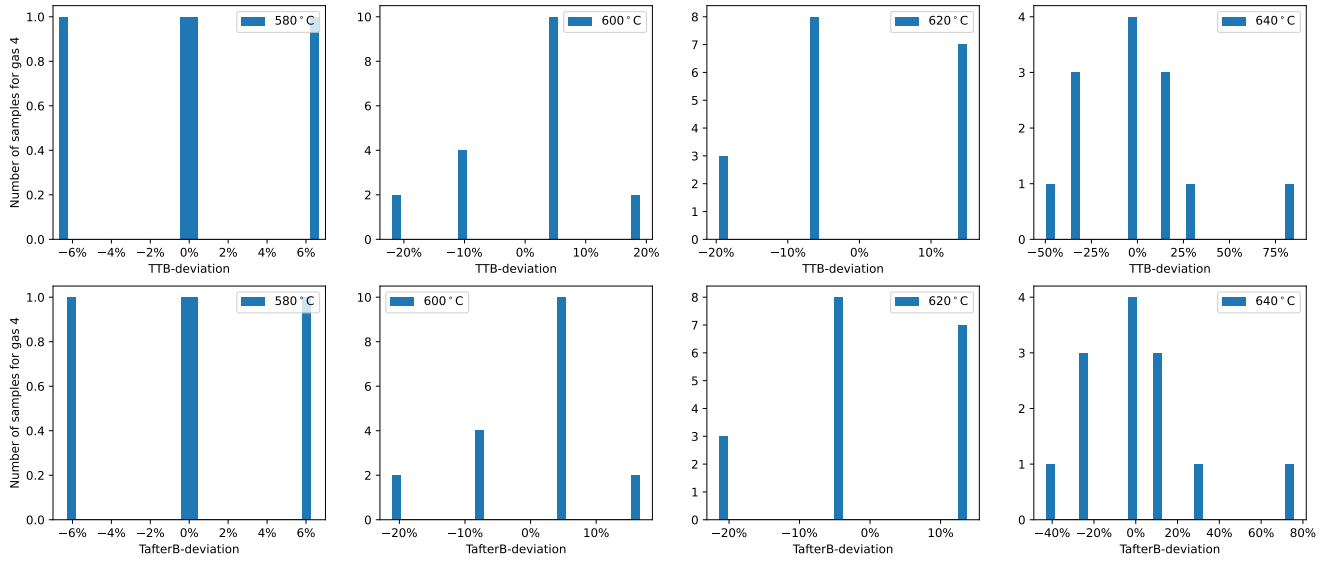 Number of samples for gas 4
1.0
0.8
0.6
0.4
0.2
0.0
580°C
−6% −4% −2% 0% 2% 4% 6%
TTB-deviation
10
8
6
4
2
0
600°C
−20% −10% 0% 10% 20%
TTB-deviation
8
7
6
5
4
3
2
1
0
620°C
−20% −10% 0% 10%
TTB-deviation
4
3
2
1
0
640°C
−50% −25% 0% 25% 50% 75%
TTB-deviation
Number of samples for gas 4
1.0
0.8
0.6
0.4
0.2
0.0
580°C
−6% −4% −2% 0% 2% 4% 6%
TafterB-deviation
10
8
6
4
2
0
600°C
−20% −10% 0% 10%
TafterB-deviation
8
7
6
5
4
3
2
1
0
620°C
−20% −10% 0% 10%
TafterB-deviation
4
3
2
1
0
640°C
−40% −20% 0% 20% 40% 60% 80%
TafterB-deviation